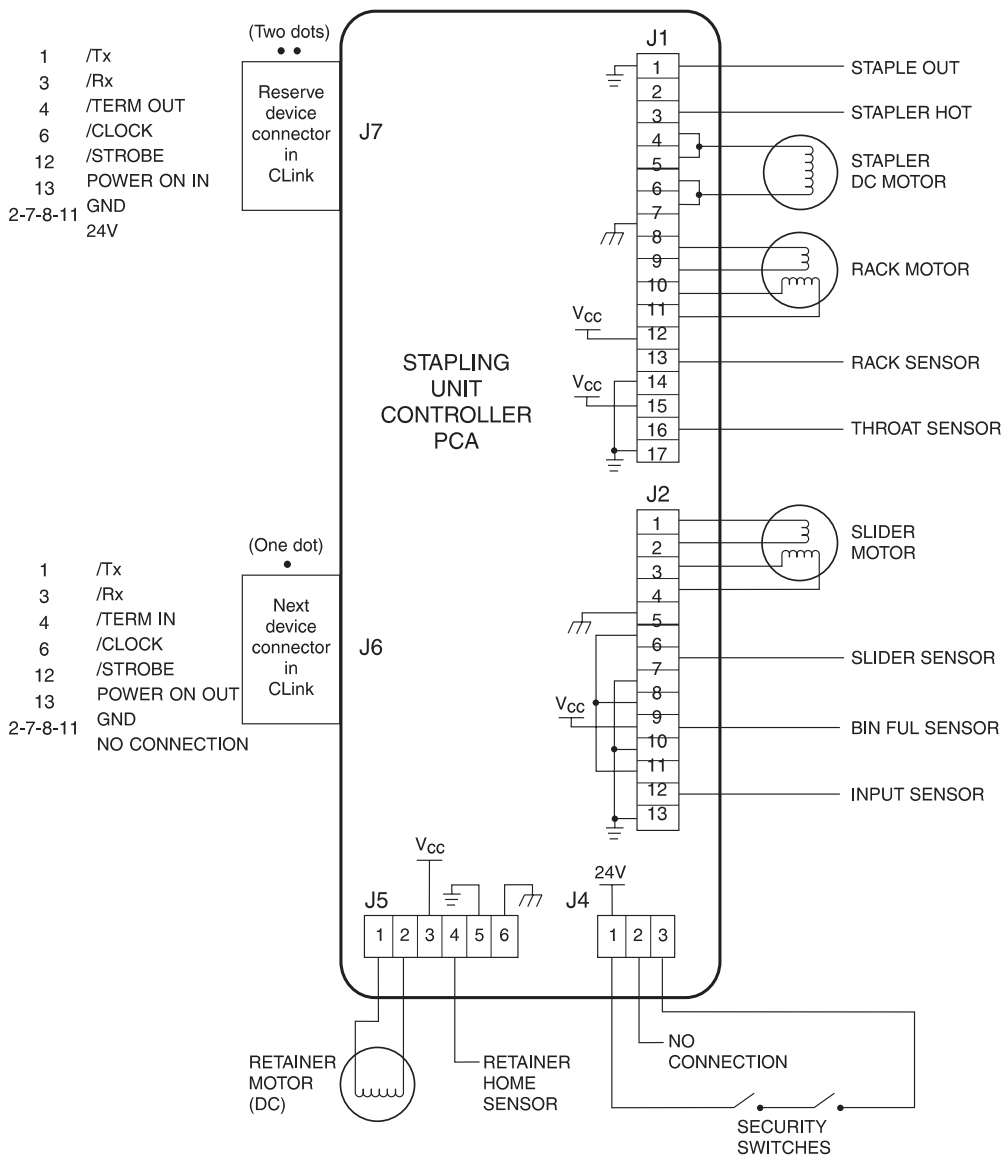 (Two dots)
1 /Tx
3 /Rx
4 /TERM OUT
6 /CLOCK
12 /STROBE
13 POWER ON IN
2-7-8-11 GND
24V
Reserve
device
connector
in
CLink
J7
J1
1
2
3
4
5
6
7
8
9
10
11
12
13
14
15
16
17
VCC
VCC
STAPLE OUT
STAPLER HOT
STAPLER
DC MOTOR
RACK MOTOR
RACK SENSOR
THROAT SENSOR
STAPLING
UNIT
CONTROLLER
PCA
J2
1
2
3
4
5
6
7
8
9
10
11
12
13
VCC
SLIDER
MOTOR
SLIDER SENSOR
BIN FUL SENSOR
INPUT SENSOR
(One dot)
1 /Tx
3 /Rx
4 /TERM IN
6 /CLOCK
12 /STROBE
13 POWER ON OUT
2-7-8-11 GND
NO CONNECTION
Next
device
connector
in
CLink
J6
VCC
J5
1 2 3 4 5 6
24V
J4
1 2 3
RETAINER
MOTOR
(DC)
RETAINER
HOME
SENSOR
NO
CONNECTION
SECURITY
SWITCHES